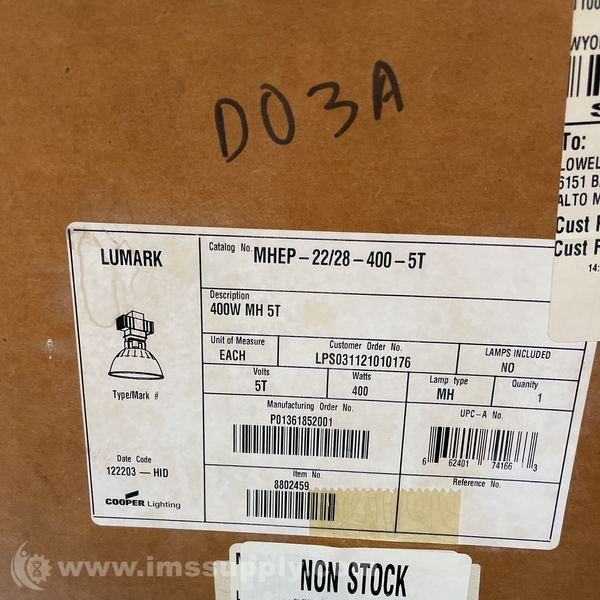 D03A
To:
6151 B
ALTO M
Cust
Cust
LUMARK
Catalog No. MHEP-22/28-400-5T
Description
400W MH 5T
Unit of Measure
EACH
Customer Order No.
LPS031121010176
LAMPS INCLUDED
NO
Volts
5T
Watts
400
Lamp type
MH
Quanity
1
Type/Mark #
Manufacturing Order No.
P01361852001
UPC-A No.
6 62401 74166 3
Date Code
122203-HID
Item No.
8802459
Reference No.
COOPER Lighting
NON STOCK
www.imssupply